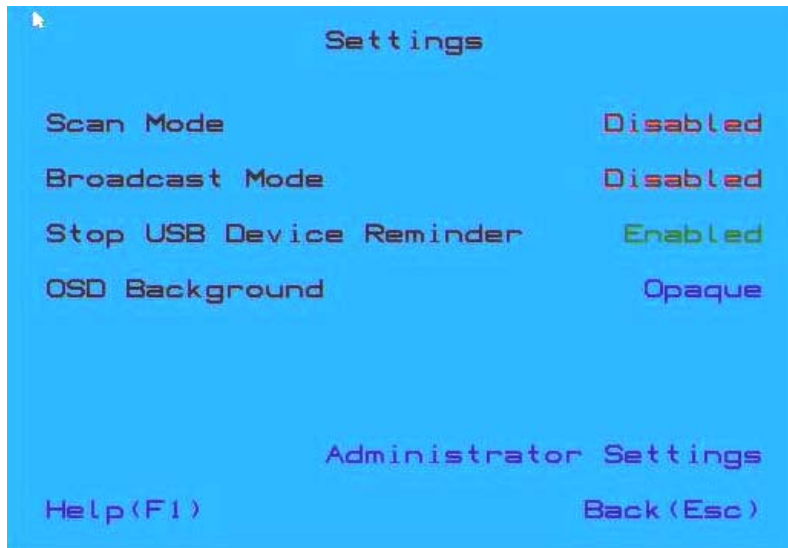 Settings
Scan Mode Disabled
Broadcast Mode Disabled
Stop USB Device Reminder Enabled
OSD Background Opaque
Administrator Settings
Help(F1) Back(Esc)